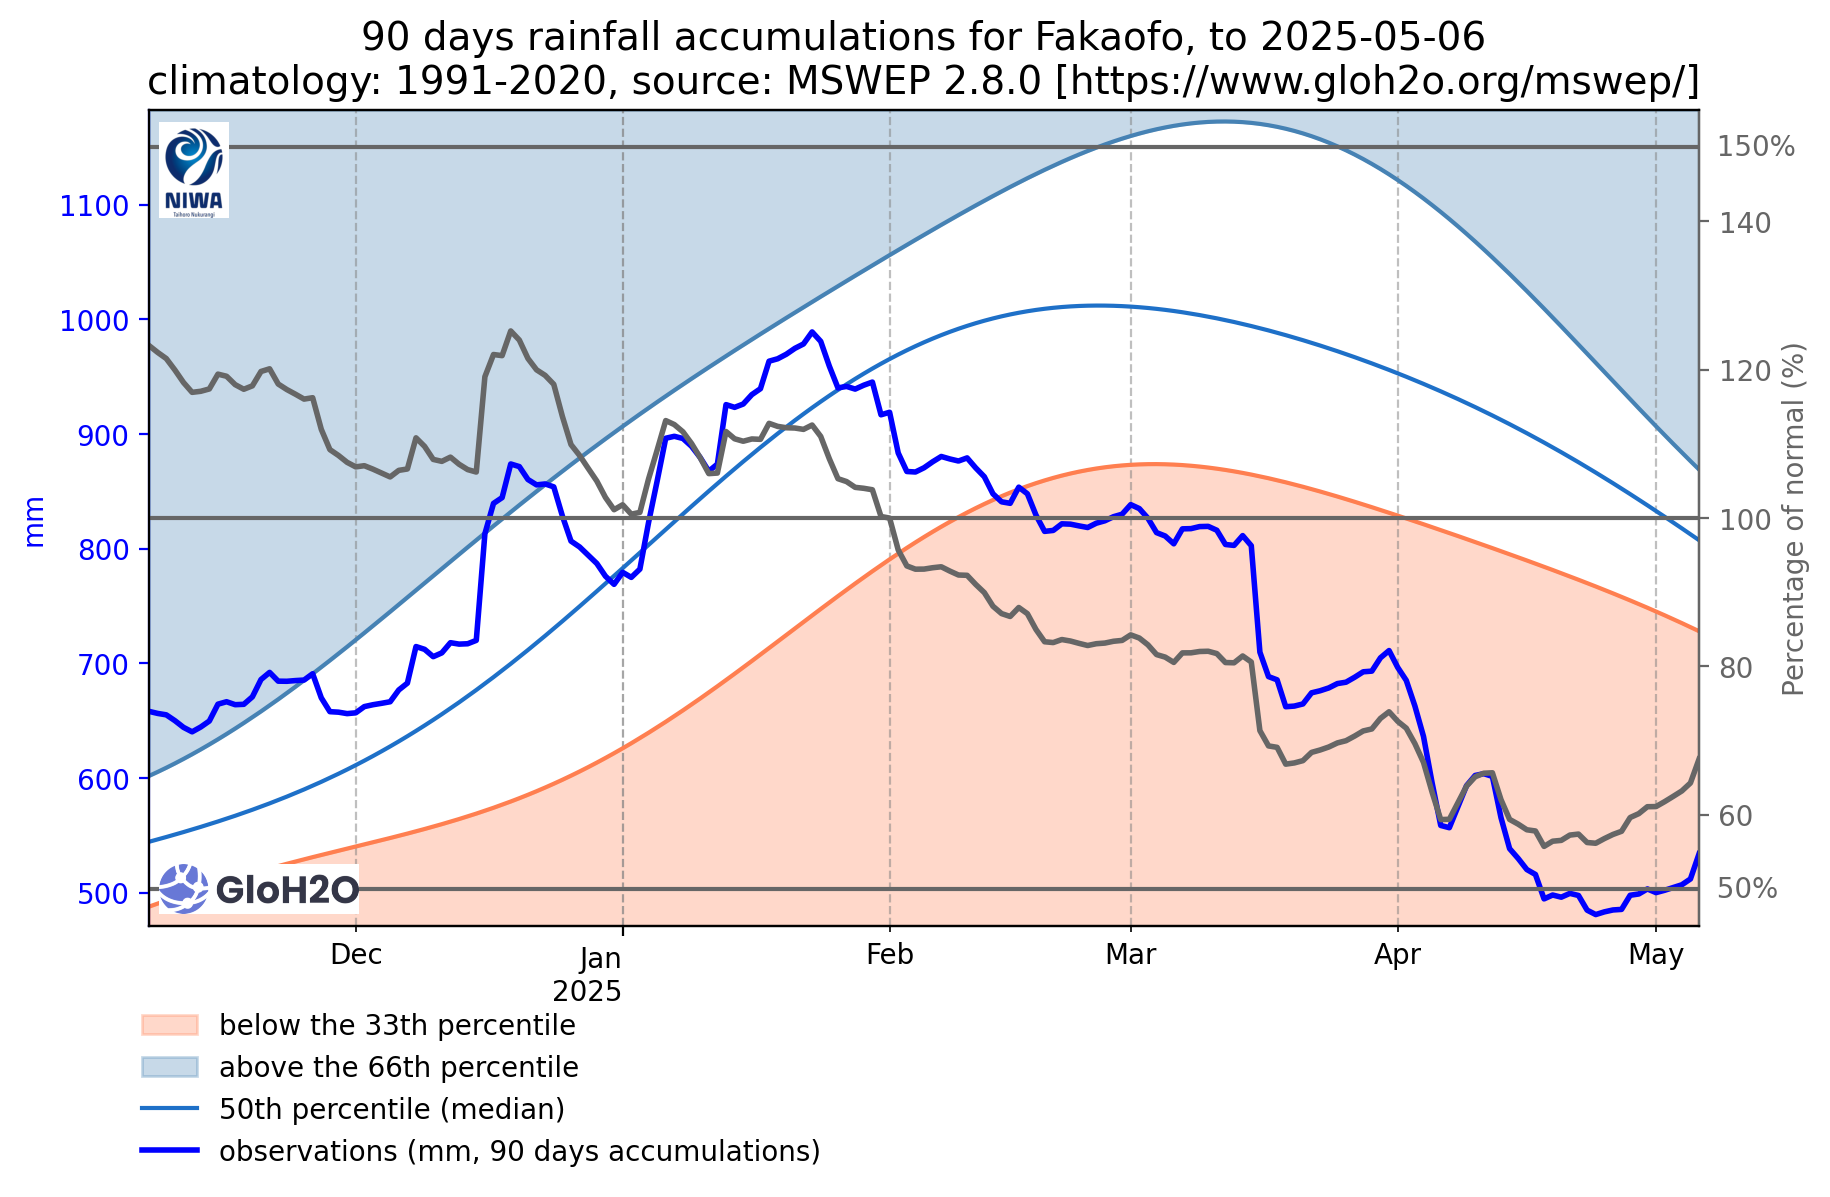 90 days rainfall accumulations for Fakaofo, to 2025-05-06
climatology: 1991-2020, source: MSWEP 2.8.0 [https://www.gloh2o.org/mswep/]
NIWA
Taihoro Nukurangi
1100
1000
900
800
700
600
500
mm
150%
140
120
100
80
60
50%
Percentage of normal (%)
GloH2O
Dec
Jan
2025
Feb
Mar
Apr
May
below the 33th percentile
above the 66th percentile
50th percentile (median)
observations (mm, 90 days accumulations)